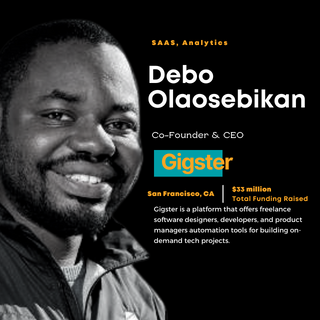 SAAS, Analytics
Debo
Olaosebikan
Co-Founder & CEO
Gigster
San Francisco, CA
$33 million
Total Funding Raised
Gigster is a platform that offers freelance
software designers, developers, and product
managers automation tools for building on-
demand tech projects.